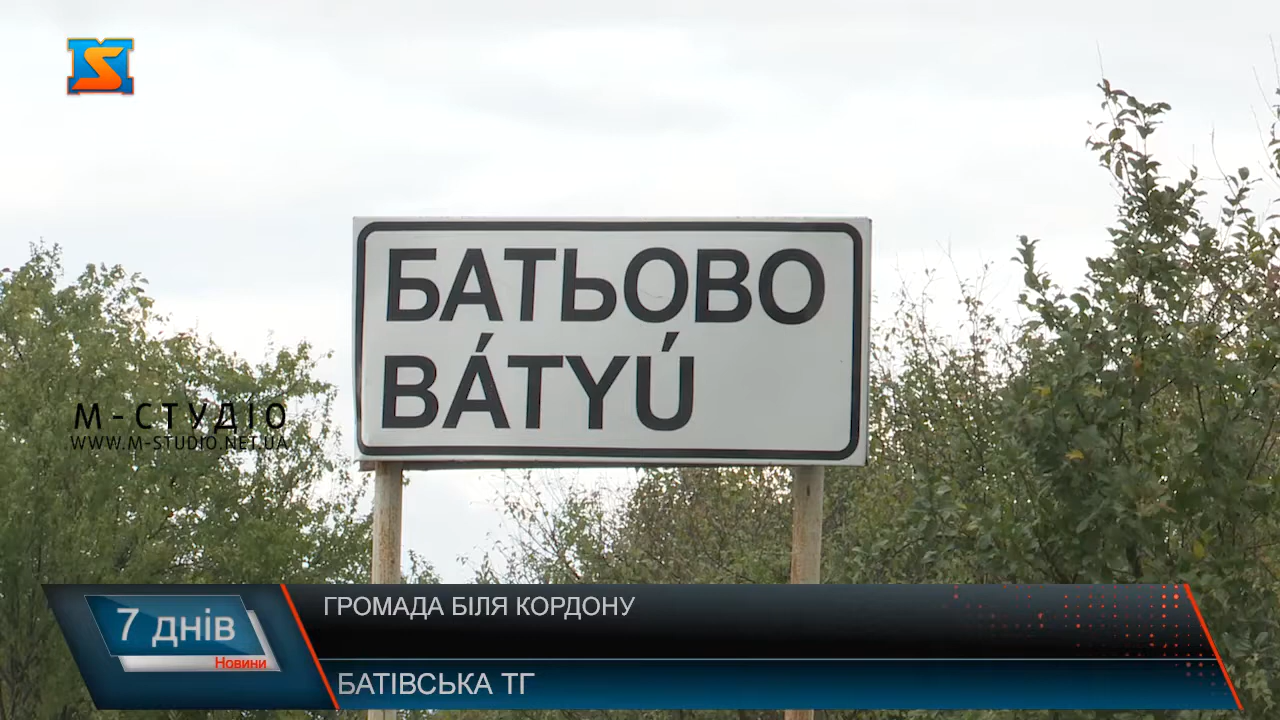 БАТЬОВО
BÁTYÚ
М-СТУДІО
WWW.M-STUDIO.NET.UA
7 днів
Новини
ГРОМАДА БІЛЯ КОРДОНУ
БАТІВСЬКА ТГ